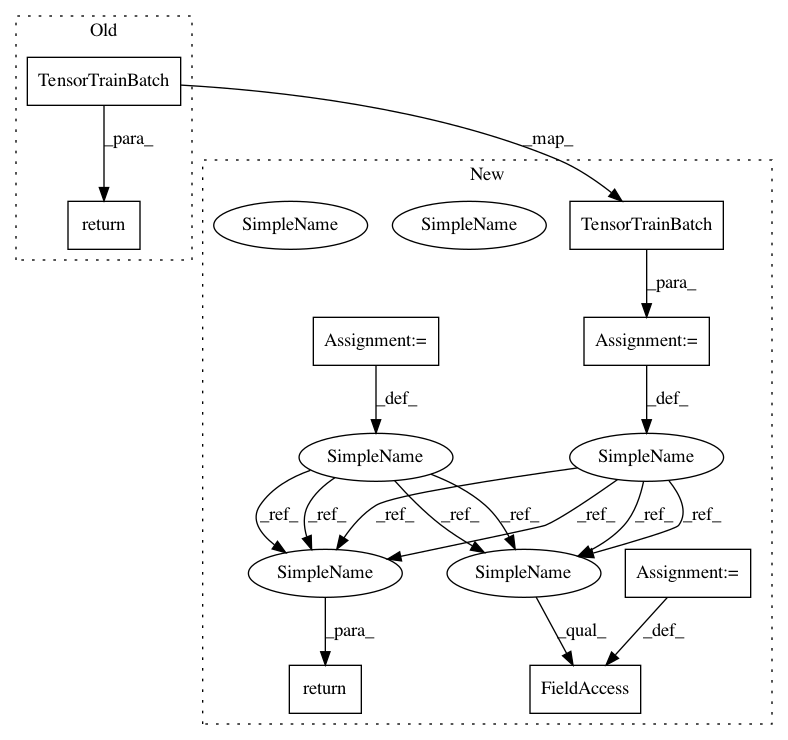 Old
TensorTrainBatch
_para_
_map_
return
New
SimpleName
SimpleName
TensorTrainBatch
_para_
Assignment:=
Assignment:=
_def_
_def_
SimpleName
SimpleName
_ref_
_ref_
_ref_
_ref_
_ref_
_ref_
_ref_
_ref_
SimpleName
SimpleName
Assignment:=
_para_
_qual_
_def_
return
FieldAccess